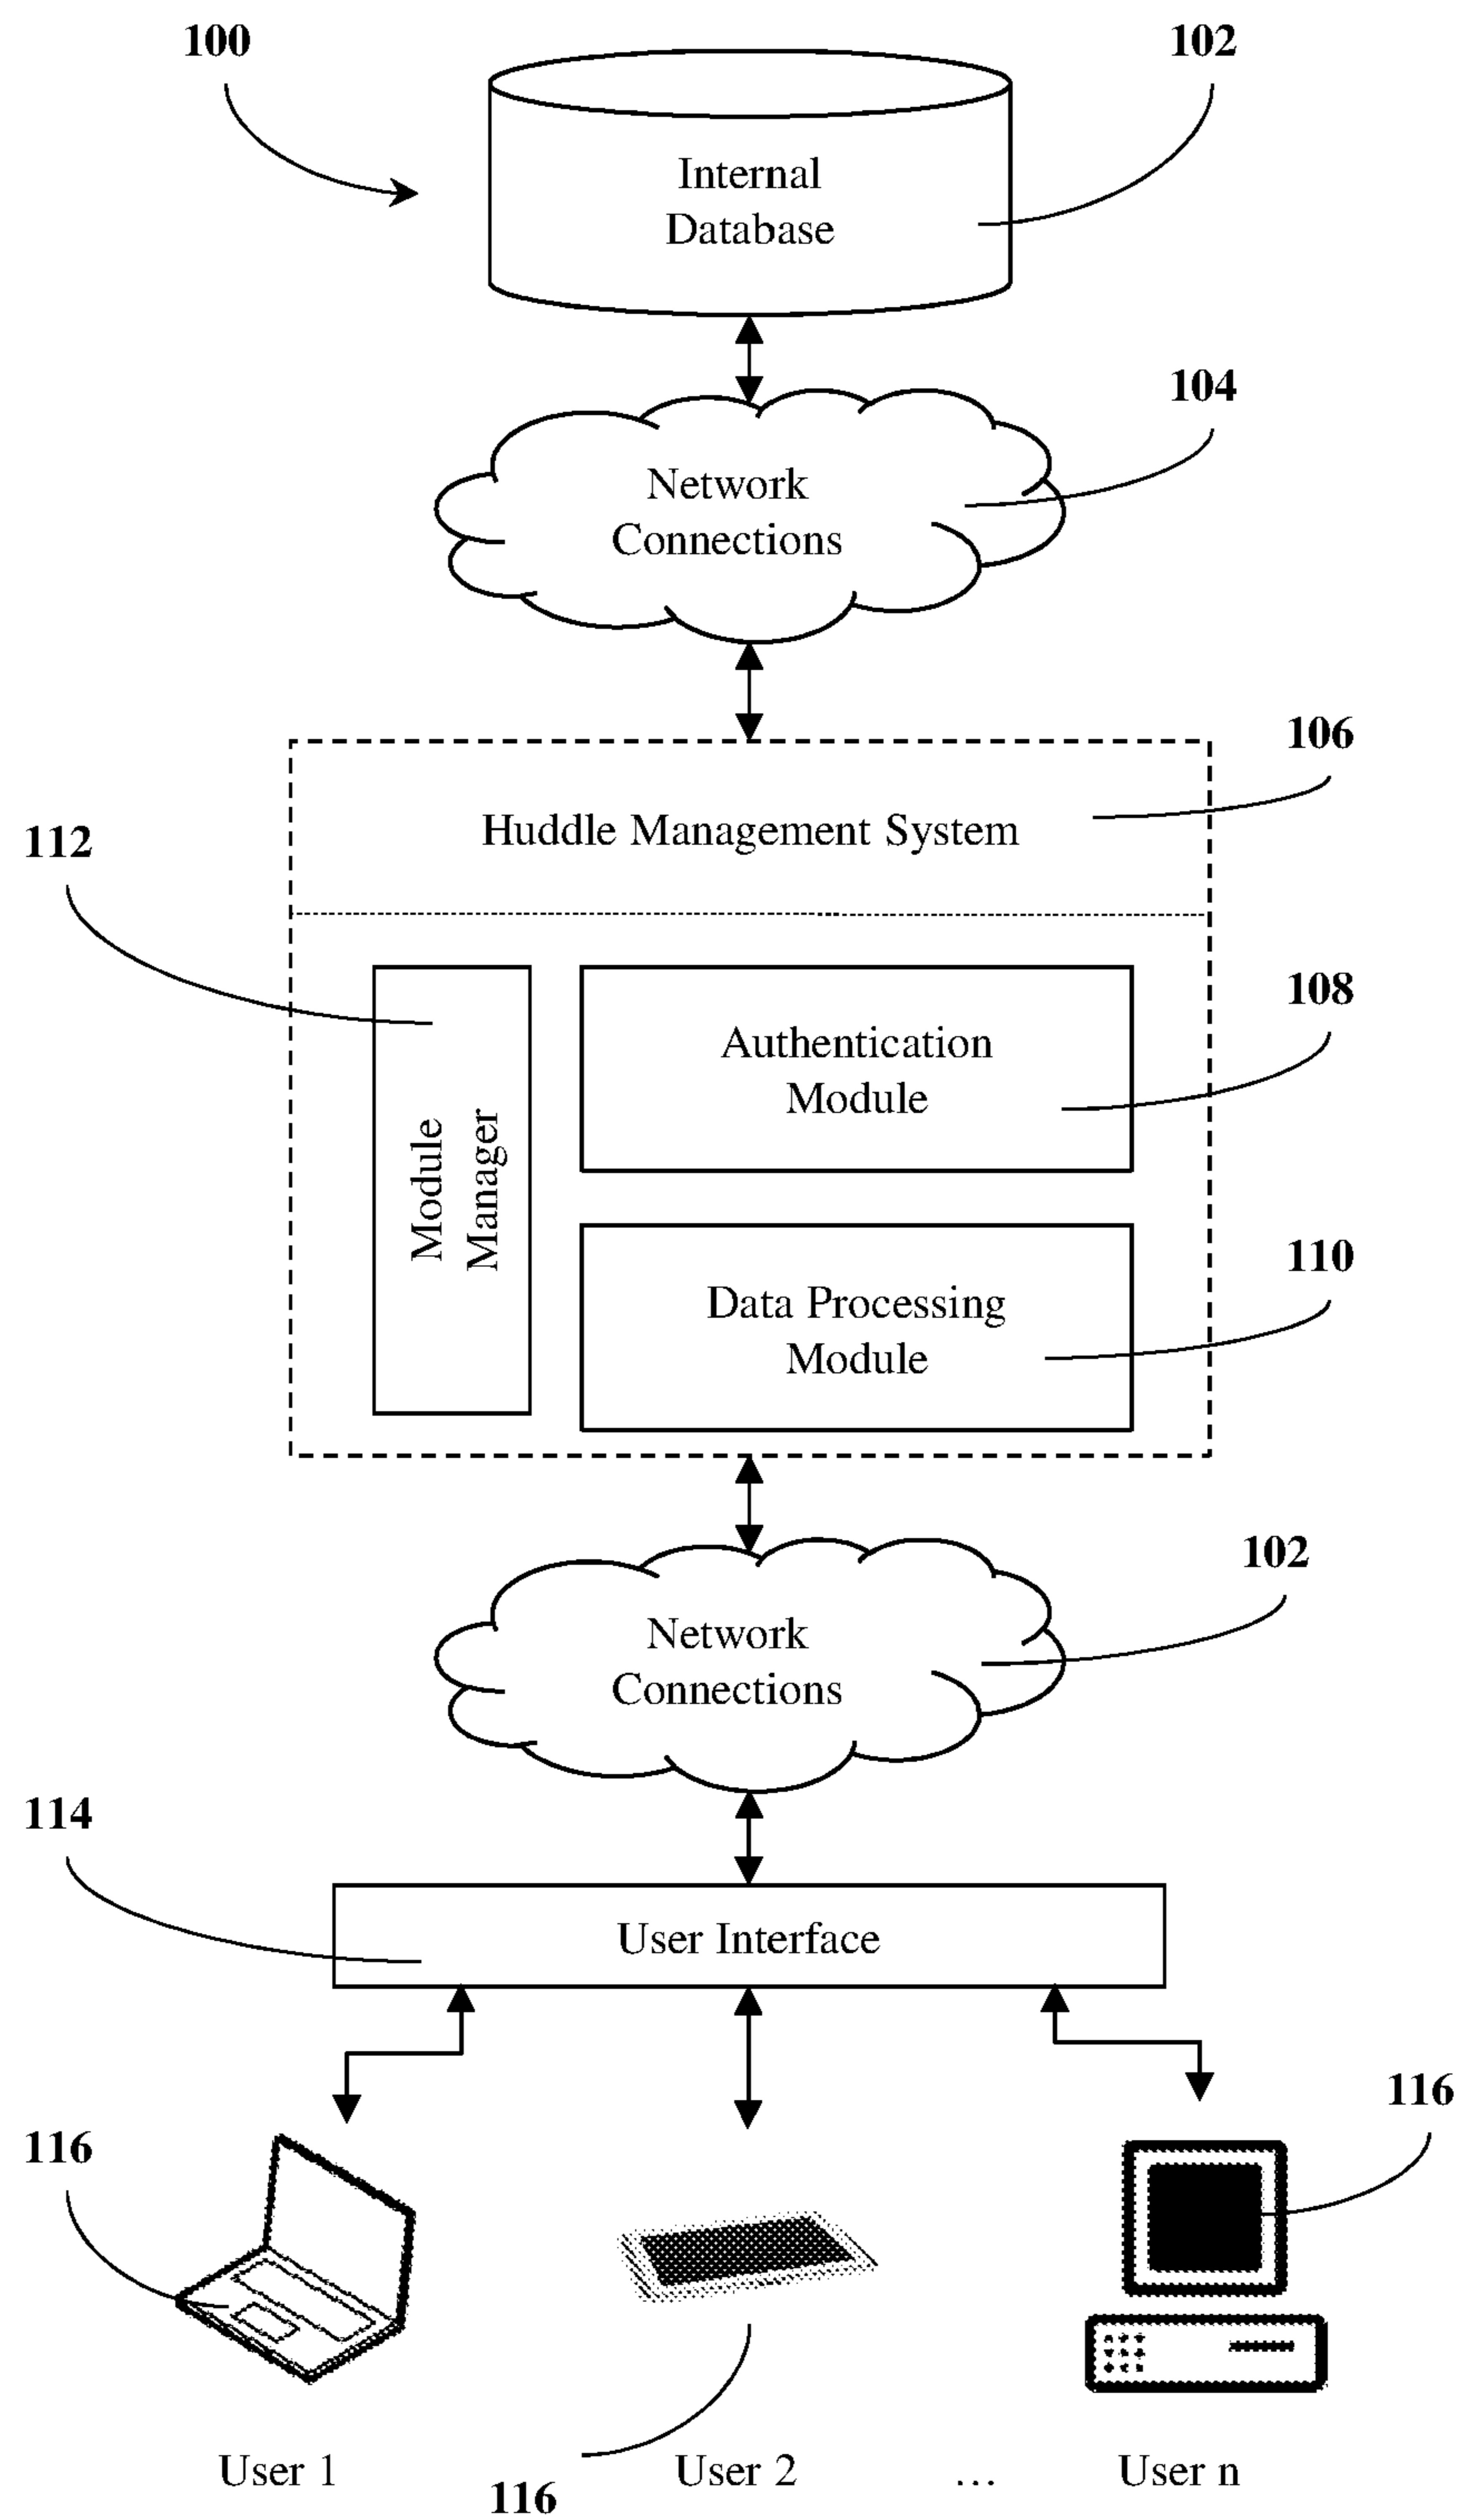 100
102
Internal
Database
104
Network
Connections
106
Huddle Management System
112
108
Authentication
Module
Module
Manager
110
Data Processing
Module
102
Network
Connections
114
User Interface
116
116
User 1
User 2
...
User n
116